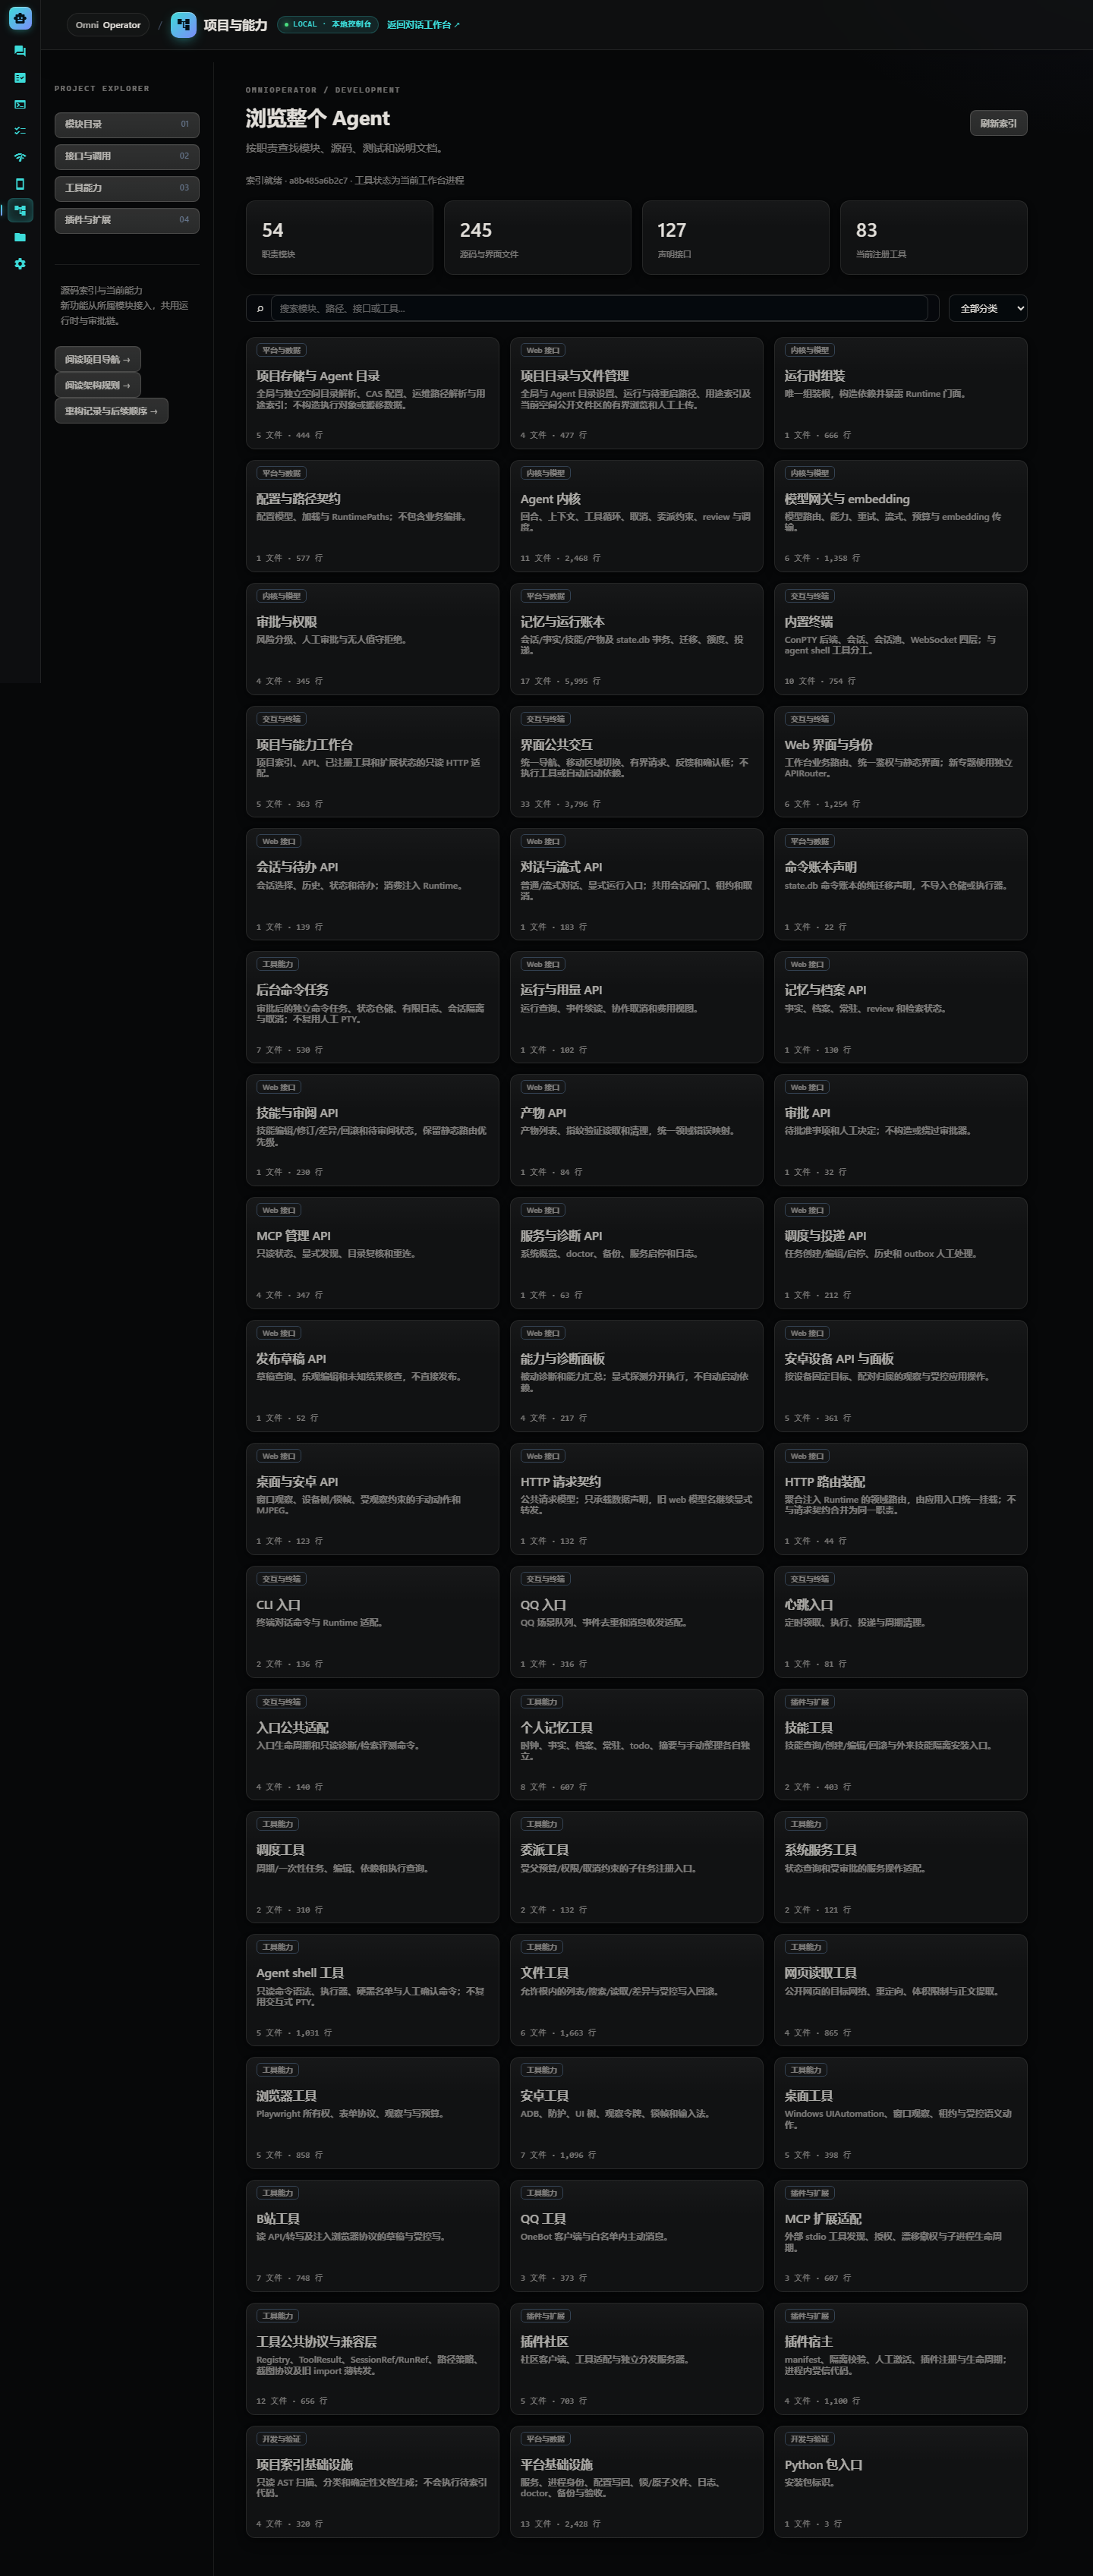 Omni Operator
/
项目与能力
LOCAL · 本地控制台
返回对话工作台 ↗
PROJECT EXPLORER
模块目录 01
接口与调用 02
工具能力 03
插件与扩展 04
源码索引与当前能力
新功能从所属模块接入，共用运
行时与审批链。
阅读项目导航 →
阅读架构规则 →
重构记录与后续顺序 →
OMNIOPERATOR / DEVELOPMENT
浏览整个 Agent
按职责查找模块、源码、测试和说明文档。
刷新索引
索引就绪 · a8b485a6b2c7 · 工具状态为当前工作台进程
54
职责模块
245
源码与界面文件
127
声明接口
83
当前注册工具
搜索模块、路径、接口或工具...
全部分类
平台与数据
项目存储与 Agent 目录
全局与独立空间目录解析、CAS 配置、运维路径解析与用
途索引；不构造执行对象或搬移数据。
5 文件 · 444 行
Web 接口
项目目录与文件管理
全局与 Agent 目录设置、运行与待重启路径、用途索引及
当前空间公开文件区的有界浏览和人工上传。
4 文件 · 477 行
内核与模型
运行时组装
唯一组装根，构造依赖并暴露 Runtime 门面。
1 文件 · 666 行
平台与数据
配置与路径契约
配置模型、加载与 RuntimePaths；不包含业务编排。
1 文件 · 577 行
内核与模型
Agent 内核
回合、上下文、工具循环、取消、委派约束、review 与调
度。
11 文件 · 2,468 行
内核与模型
模型网关与 embedding
模型路由、能力、重试、流式、预算与 embedding 传
输。
6 文件 · 1,358 行
内核与模型
审批与权限
风险分级、人工审批与无人值守拒绝。
4 文件 · 345 行
平台与数据
记忆与运行账本
会话/事实/技能/产物及 state.db 事务、迁移、额度、投
递。
17 文件 · 5,995 行
交互与终端
内置终端
ConPTY 后端、会话、会话池、WebSocket 四层；与
agent shell 工具分工。
10 文件 · 754 行
交互与终端
项目与能力工作台
项目索引、API、已注册工具和扩展状态的只读 HTTP 适
配。
5 文件 · 363 行
交互与终端
界面公共交互
统一导航、移动区域切换、有界请求、反馈和确认框；不
执行工具或自动启动依赖。
33 文件 · 3,796 行
交互与终端
Web 界面与身份
工作台业务路由、统一鉴权与静态界面；新专题使用独立
APIRouter。
6 文件 · 1,254 行
Web 接口
会话与待办 API
会话选择、历史、状态和待办；消费注入 Runtime。
1 文件 · 139 行
Web 接口
对话与流式 API
普通/流式对话、显式运行入口；共用会话闸门、租约和取
消。
1 文件 · 183 行
平台与数据
命令账本声明
state.db 命令账本的纯迁移声明，不导入仓储或执行器。
1 文件 · 22 行
工具能力
后台命令任务
审批后的独立命令任务、状态仓储、有限日志、会话隔离
与取消；不复用人工 PTY。
7 文件 · 530 行
Web 接口
运行与用量 API
运行查询、事件续读、协作取消和费用视图。
1 文件 · 102 行
Web 接口
记忆与档案 API
事实、档案、常驻、review 和检索状态。
1 文件 · 130 行
Web 接口
技能与审阅 API
技能编辑/修订/差异/回滚和待审阅状态，保留静态路由优
先级。
1 文件 · 230 行
Web 接口
产物 API
产物列表、指纹验证读取和清理，统一领域错误映射。
1 文件 · 84 行
Web 接口
审批 API
待批准事项和人工决定；不构造或绕过审批器。
1 文件 · 32 行
Web 接口
MCP 管理 API
只读状态、显式发现、目录复核和重连。
4 文件 · 347 行
Web 接口
服务与诊断 API
系统概览、doctor、备份、服务启停和日志。
1 文件 · 63 行
Web 接口
调度与投递 API
任务创建/编辑/启停、历史和 outbox 人工处理。
1 文件 · 212 行
Web 接口
发布草稿 API
草稿查询、乐观编辑和未知结果核查，不直接发布。
1 文件 · 52 行
Web 接口
能力与诊断面板
被动诊断和能力汇总；显式探测分开执行，不自动启动依
赖。
4 文件 · 217 行
Web 接口
安卓设备 API 与面板
按设备固定目标、配对归属的观察与受控应用操作。
5 文件 · 361 行
Web 接口
桌面与安卓 API
窗口观察、设备树/锁帧、受观察约束的手动动作和
MJPEG。
1 文件 · 123 行
Web 接口
HTTP 请求契约
公共请求模型；只承载数据声明，旧 web 模型名继续显式
转发。
1 文件 · 132 行
Web 接口
HTTP 路由装配
聚合注入 Runtime 的领域路由，由应用入口统一挂载；不
与请求契约合并为同一职责。
1 文件 · 44 行
交互与终端
CLI 入口
终端对话命令与 Runtime 适配。
2 文件 · 136 行
交互与终端
QQ 入口
QQ 场景队列、事件去重和消息收发适配。
1 文件 · 316 行
交互与终端
心跳入口
定时领取、执行、投递与周期清理。
1 文件 · 81 行
交互与终端
入口公共适配
入口生命周期和只读诊断/检索评测命令。
4 文件 · 140 行
工具能力
个人记忆工具
时钟、事实、档案、常驻、todo、摘要与手动整理各自独
立。
8 文件 · 607 行
插件与扩展
技能工具
技能查询/创建/编辑/回滚与外来技能隔离安装入口。
2 文件 · 403 行
工具能力
调度工具
周期/一次性任务、编辑、依赖和执行查询。
2 文件 · 310 行
工具能力
委派工具
受父预算/权限/取消约束的子任务注册入口。
2 文件 · 132 行
工具能力
系统服务工具
状态查询和受审批的服务操作适配。
2 文件 · 121 行
工具能力
Agent shell 工具
只读命令语法、执行器、硬黑名单与人工确认命令；不复
用交互式 PTY。
5 文件 · 1,031 行
工具能力
文件工具
允许根内的列表/搜索/读取/差异与受控写入回滚。
6 文件 · 1,663 行
工具能力
网页读取工具
公开网页的目标网络、重定向、体积限制与正文提取。
4 文件 · 865 行
工具能力
浏览器工具
Playwright 所有权、表单协议、观察与写预算。
5 文件 · 858 行
工具能力
安卓工具
ADB、防护、UI 树、观察令牌、锁帧和输入法。
7 文件 · 1,096 行
工具能力
桌面工具
Windows UIAutomation、窗口观察、租约与受控语义动
作。
5 文件 · 398 行
工具能力
B站工具
读 API/转写及注入浏览器协议的草稿与受控写。
7 文件 · 748 行
工具能力
QQ 工具
OneBot 客户端与白名单内主动消息。
3 文件 · 373 行
插件与扩展
MCP 扩展适配
外部 stdio 工具发现、授权、漂移撤权与子进程生命周
期。
3 文件 · 607 行
工具能力
工具公共协议与兼容层
Registry、ToolResult、SessionRef/RunRef、路径策略、
截图协议及旧 import 薄转发。
12 文件 · 656 行
插件与扩展
插件社区
社区客户端、工具适配与独立分发服务器。
5 文件 · 703 行
插件与扩展
插件宿主
manifest、隔离校验、人工激活、插件注册与生命周期；
进程内受信代码。
4 文件 · 1,100 行
开发与验证
项目索引基础设施
只读 AST 扫描、分类和确定性文档生成；不会执行待索引
代码。
4 文件 · 320 行
平台与数据
平台基础设施
服务、进程身份、配置写回、锁/原子文件、日志、
doctor、备份与验收。
13 文件 · 2,428 行
开发与验证
Python 包入口
安装包标识。
1 文件 · 3 行